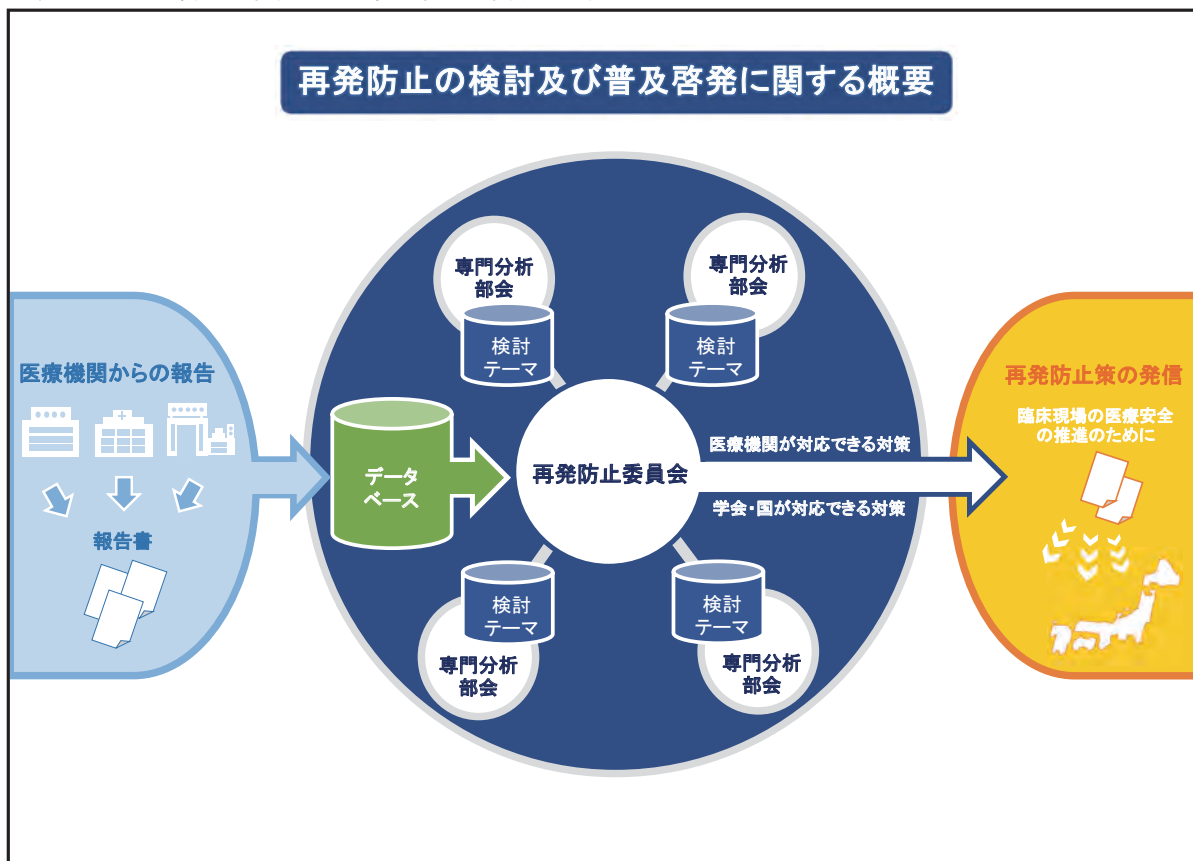 再発防止の検討及び普及啓発に関する概要
医療機関からの報告
報告書
データ
ベース
専門分析
部会
検討
テーマ
専門分析
部会
検討
テーマ
再発防止委員会
医療機関が対応できる対策
学会・国が対応できる対策
検討
テーマ
専門分析
部会
検討
テーマ
専門分析
部会
再発防止策の発信
臨床現場の医療安全
の推進のために